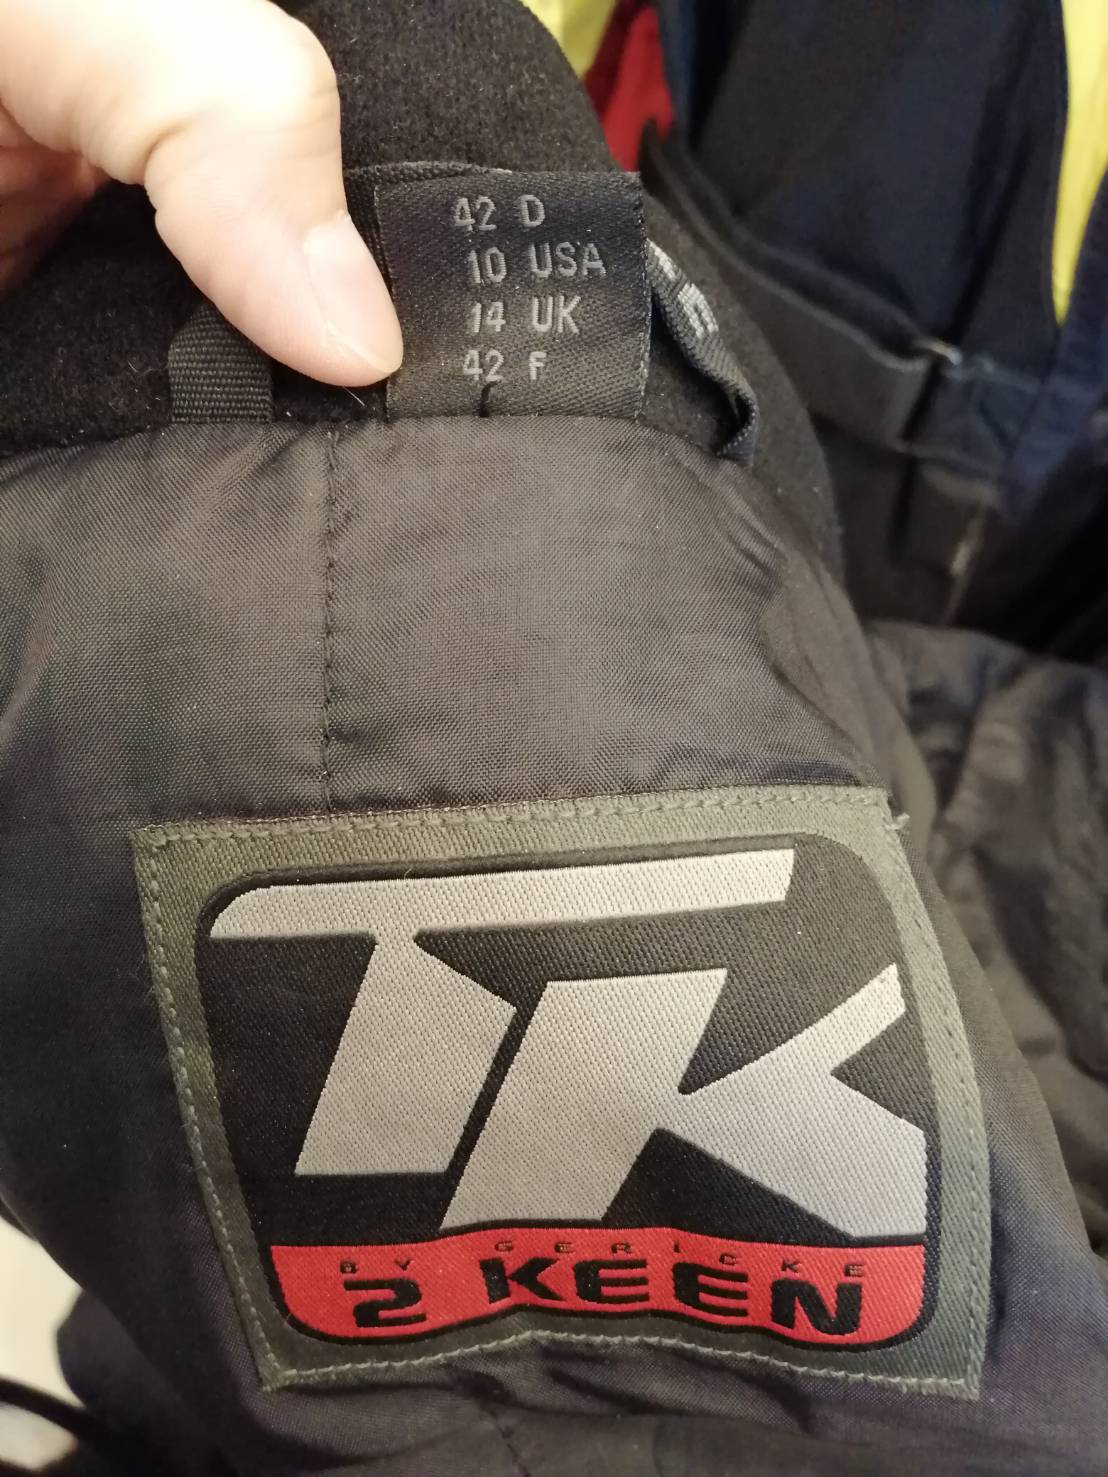 42 D
10 USA
14 UK
42 F
TK
BY GERICKE
2 KEEN